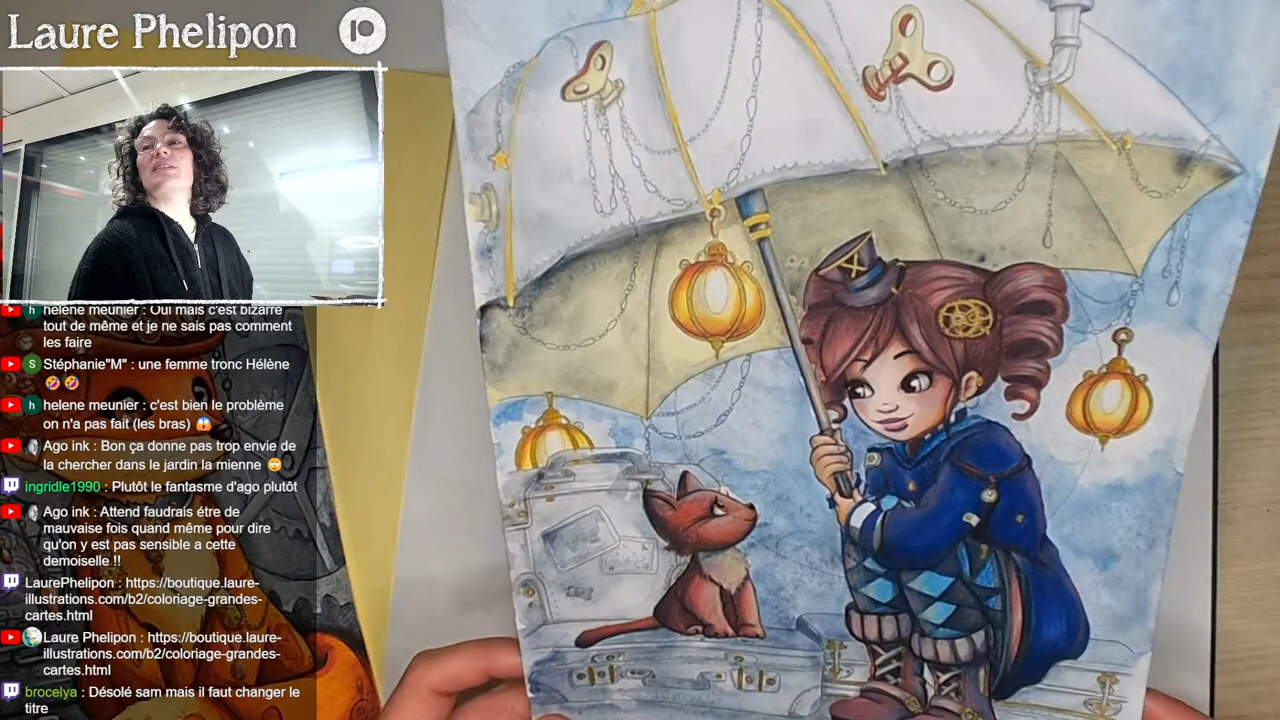 Laure Phelipon
helene meunier : Oui mais c'est bizarre
tout de même et je ne sais pas comment
les faire
Stéphanie"M" : une femme tronc Hélène
🤣 🤣
helene meunier : c'est bien le problème
on n'a pas fait (les bras) 😱
Ago ink : Bon ça donne pas trop envie de
la chercher dans le jardin la mienne 🙄
ingridle1990 : Plutôt le fantasme d'ago plutôt
Ago ink : Attend faudrais étre de
mauvaise fois quand même pour dire
qu'on y est pas sensible a cette
demoiselle !!
LaurePhelipon : https://boutique.laure-
illustrations.com/b2/coloriage-grandes-
cartes.html
Laure Phelipon : https://boutique.laure-
illustrations.com/b2/coloriage-grandes-
cartes.html
brocelya : Désolé sam mais il faut changer le
titre